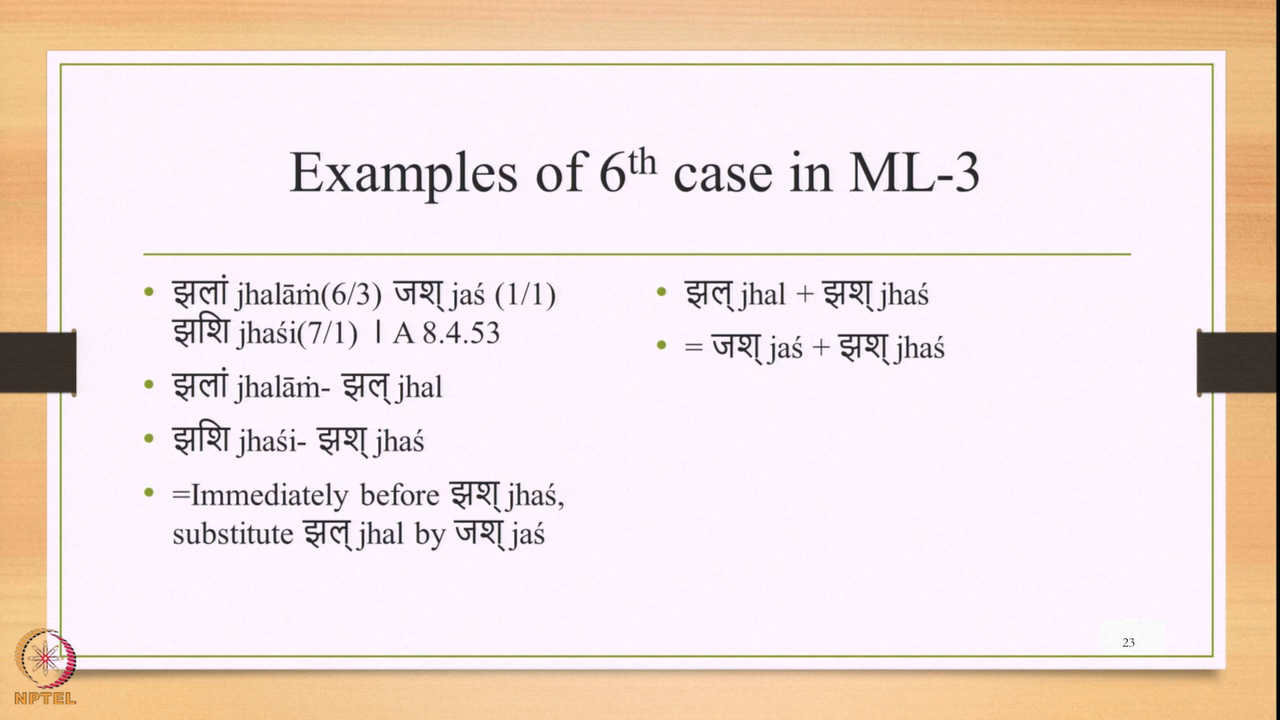 Examples of 6th case in ML-3
• झलां jhalāṁ(6/3) जश् jaś (1/1)
झशि jhaśi(7/1) । A 8.4.53
• झलां jhalāṁ- झल् jhal
• झशि jhaśi- झश् jhaś
• =Immediately before झश् jhaś,
substitute झल् jhal by जश् jaś
• झल् jhal + झश् jhaś
• = जश् jaś + झश् jhaś
23
NPTEL